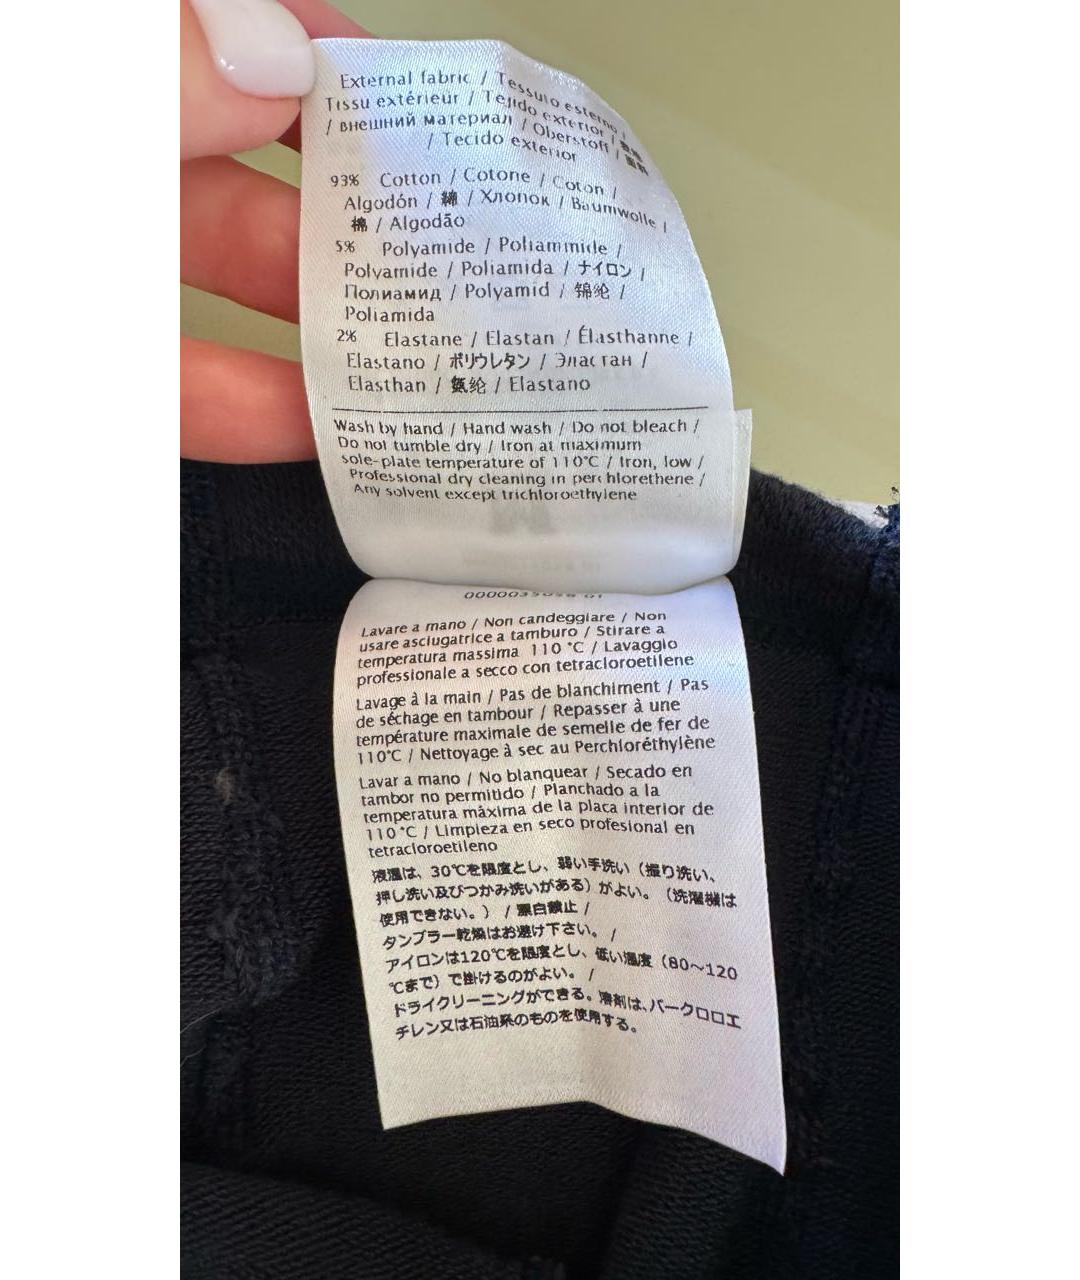 External fabric / Tessuto esterno /
Tissu extérieur / Tejido exterior /
/ внешний материал / Oberstoff /
/ Tecido exterior
93% Cotton / Cotone / Coton /
Algodón / 綿 / Хлопок / Baumwolle /
棉 / Algodão
5% Polyamide / Poliammide /
Polyamide / Poliamida / ナイロン /
Полиамид / Polyamid / 锦纶 /
Poliamida
2% Elastane / Elastan / Élasthanne /
Elastano / ポリウレタン / Эластан /
Elasthan / 氨纶 / Elastano
Wash by hand / Hand wash / Do not bleach /
Do not tumble dry / Iron at maximum
sole-plate temperature of 110°C / Iron, low /
Professional dry cleaning in perchlorethene /
Any solvent except trichloroethylene
Lavare a mano / Non candeggiare / Non
usare asciugatrice a tamburo / Stirare a
temperatura massima 110 °C / Lavaggio
professionale a secco con tetracloroetilene
Lavage à la main / Pas de blanchiment / Pas
de séchage en tambour / Repasser à une
température maximale de semelle de fer de
110°C / Nettoyage à sec au Perchloréthylène
Lavar a mano / No blanquear / Secado en
tambor no permitido / Planchado a la
temperatura máxima de la placa interior de
110 °C / Limpieza en seco profesional en
tetracloroetileno
液温は、30℃を限度とし、弱い手洗い（振り洗い、
押し洗い及びつかみ洗いがある）がよい。（洗濯機は
使用できない。） / 漂白禁止 /
タンブラー乾燥はお避け下さい。 /
アイロンは120℃を限度とし、低い温度（80～120
℃まで）で掛けるのがよい。 /
ドライクリーニングができる。溶剤は、パークロロエ
チレン又は石油系のものを使用する。